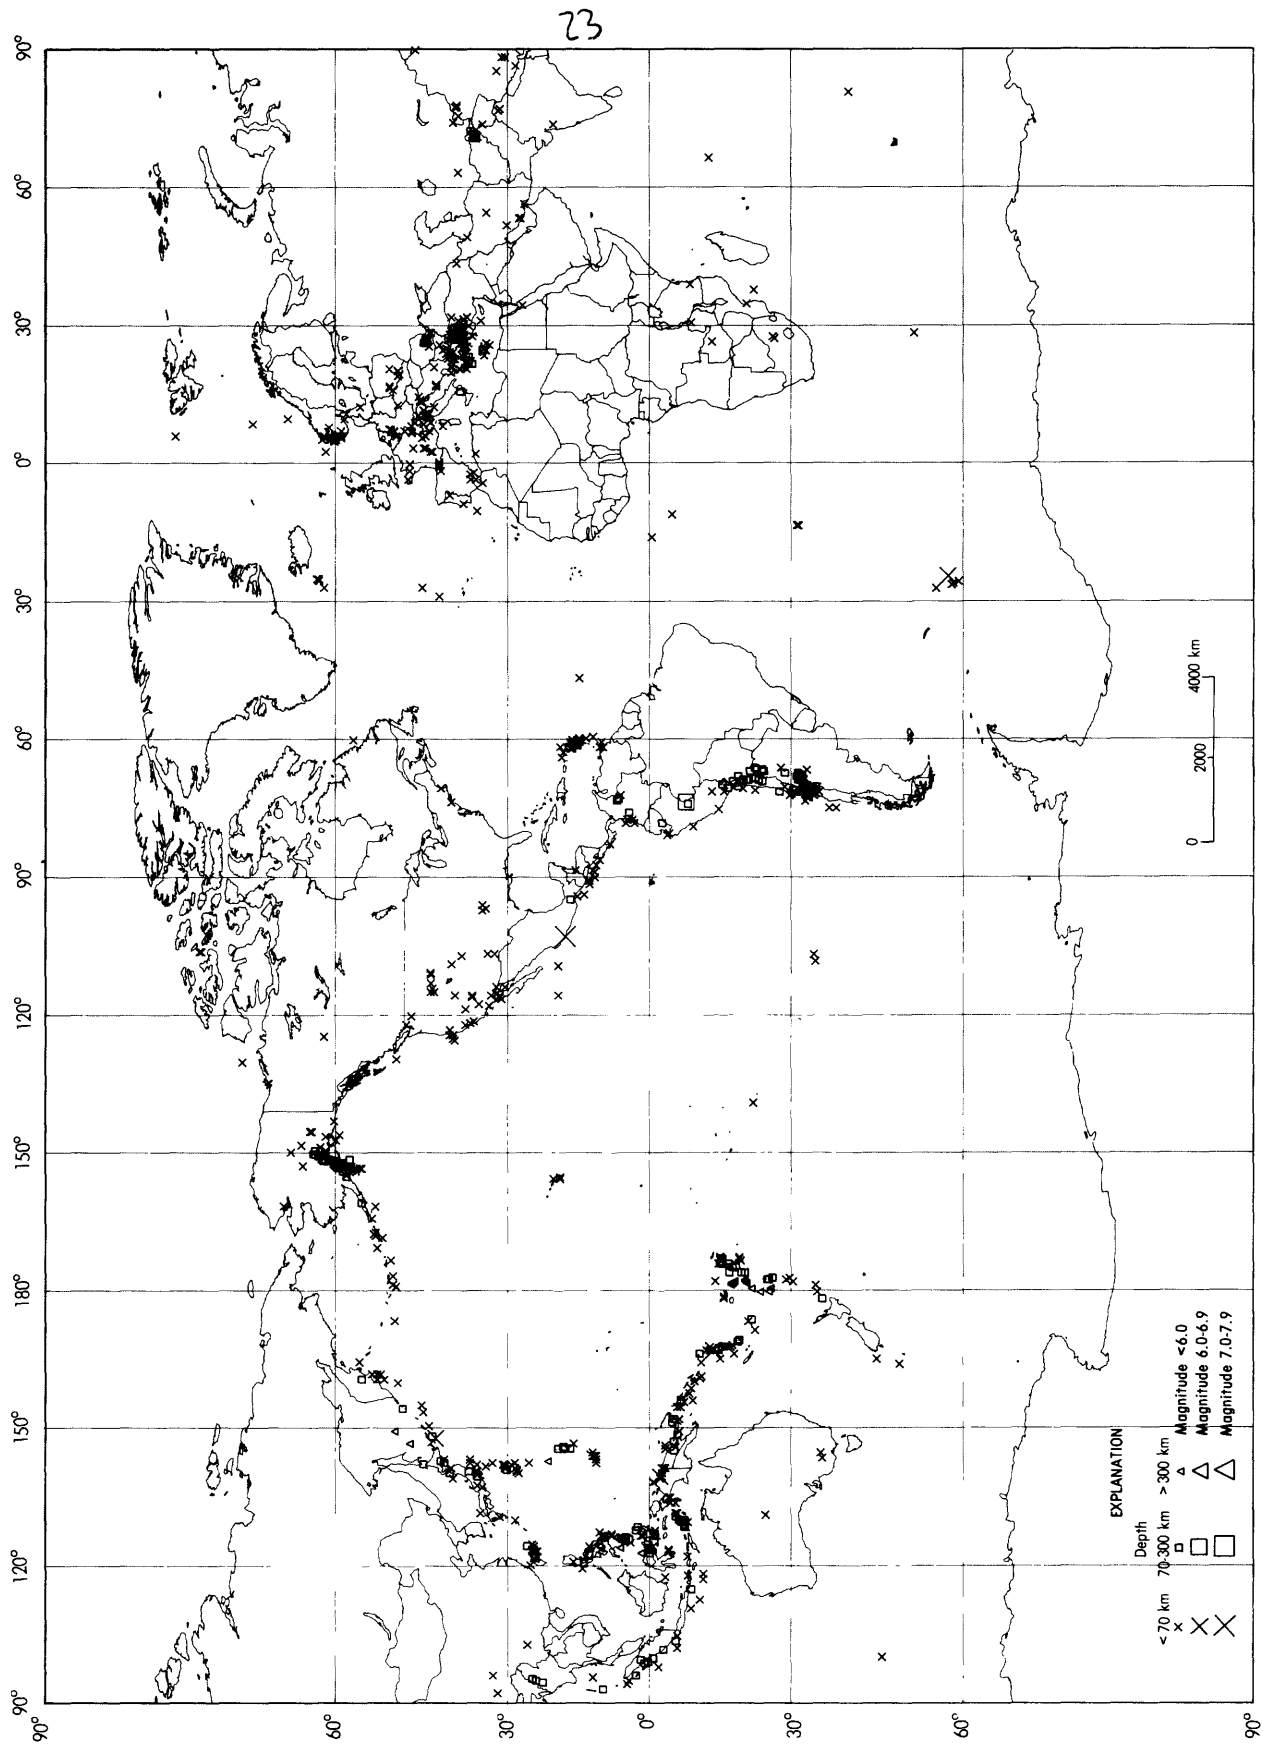 23
90° 120° 150° 180° 150° 120° 90° 60° 30° 0° 30° 60° 90°
90°
60°
30°
0°
30°
60°
90°
EXPLANATION
Depth
<70 km 70-300 km >300 km
Magnitude <6.0
Magnitude 6.0-6.9
Magnitude 7.0-7.9
0 2000 4000 km